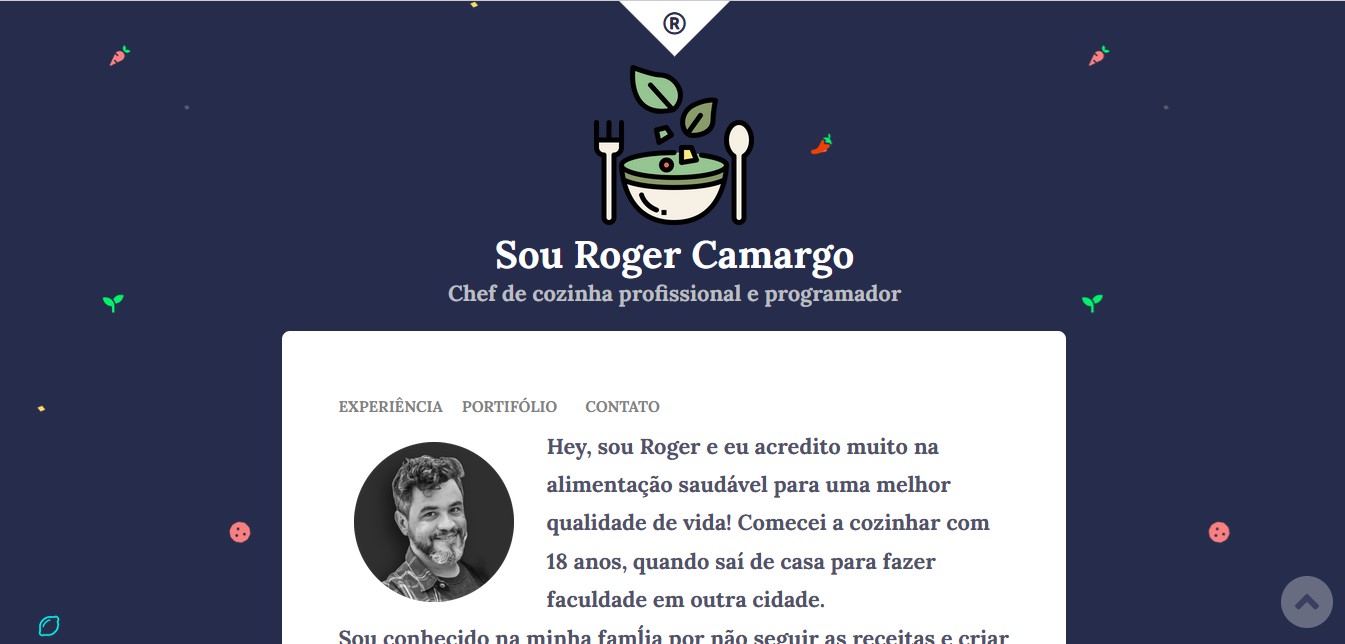 ®
Sou Roger Camargo
Chef de cozinha profissional e programador
EXPERIÊNCIA PORTIFÓLIO CONTATO
Hey, sou Roger e eu acredito muito na
alimentação saudável para uma melhor
qualidade de vida! Comecei a cozinhar com
18 anos, quando saí de casa para fazer
faculdade em outra cidade.
Sou conhecido na minha famĺia por não seguir as receitas e criar